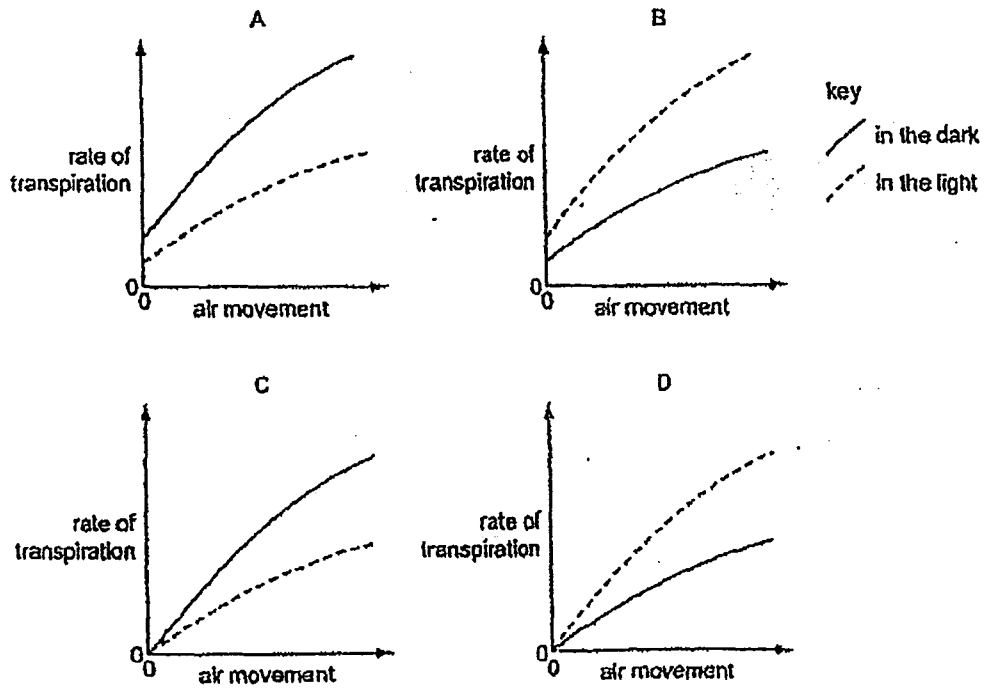 A
rate of
transpiration
0
0
air movement
B
rate of
transpiration
0
0
air movement
key
in the dark
in the light
C
rate of
transpiration
0
0
air movement
D
rate of
transpiration
0
0
air movement